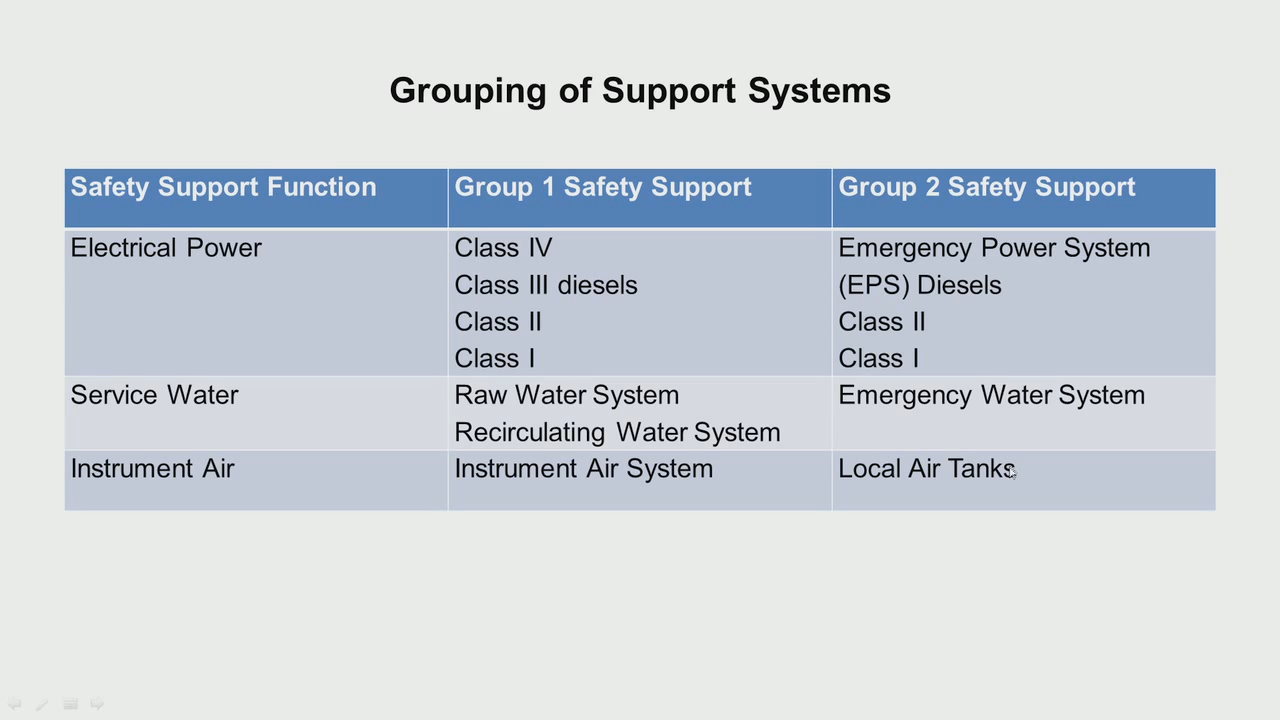 Grouping of Support Systems
Safety Support Function
Group 1 Safety Support
Group 2 Safety Support
Electrical Power
Class IV
Class III diesels
Class II
Class I
Emergency Power System
(EPS) Diesels
Class II
Class I
Service Water
Raw Water System
Recirculating Water System
Emergency Water System
Instrument Air
Instrument Air System
Local Air Tanks